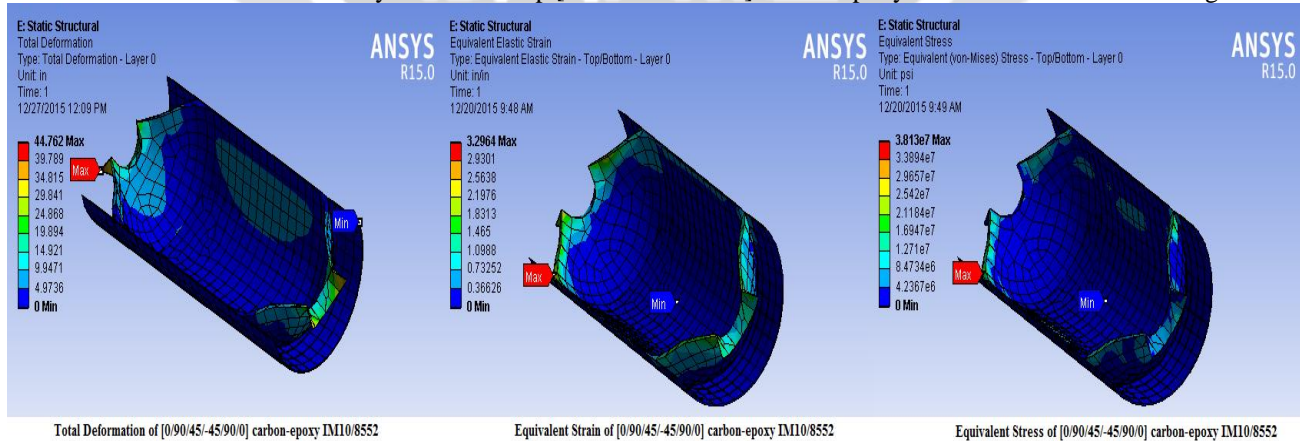 E: Static Structural
Total Deformation
Type: Total Deformation - Layer 0
Unit: in
Time: 1
12/27/2015 12:09 PM
ANSYS
R15.0
44.762 Max
39.789
34.815
29.841
24.868
19.894
14.921
9.9471
4.9736
0 Min
Max
Min
E: Static Structural
Equivalent Elastic Strain
Type: Equivalent Elastic Strain - Top/Bottom - Layer 0
Unit: in/in
Time: 1
12/20/2015 9:48 AM
ANSYS
R15.0
3.2964 Max
2.9301
2.5638
2.1976
1.8313
1.465
1.0988
0.73252
0.36626
0 Min
Max
Min
E: Static Structural
Equivalent Stress
Type: Equivalent (von-Mises) Stress - Top/Bottom - Layer 0
Unit: psi
Time: 1
12/20/2015 9:49 AM
ANSYS
R15.0
3.813e7 Max
3.3894e7
2.9657e7
2.542e7
2.1184e7
1.6947e7
1.271e7
8.4734e6
4.2367e6
0 Min
Max
Min
Total Deformation of [0/90/45/-45/90/0] carbon-epoxy IM10/8552
Equivalent Strain of [0/90/45/-45/90/0] carbon-epoxy IM10/8552
Equivalent Stress of [0/90/45/-45/90/0] carbon-epoxy IM10/8552